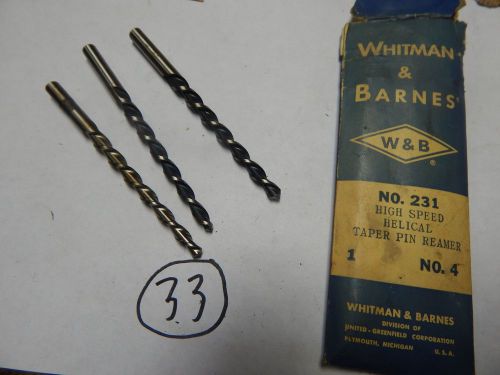 WHITMAN
&
BARNES
W&B
®
NO. 231
HIGH SPEED
HELICAL
TAPER PIN REAMER
1 NO. 4
WHITMAN & BARNES
DIVISION OF
UNITED-GREENFIELD CORPORATION
PLYMOUTH, MICHIGAN U.S.A.
33